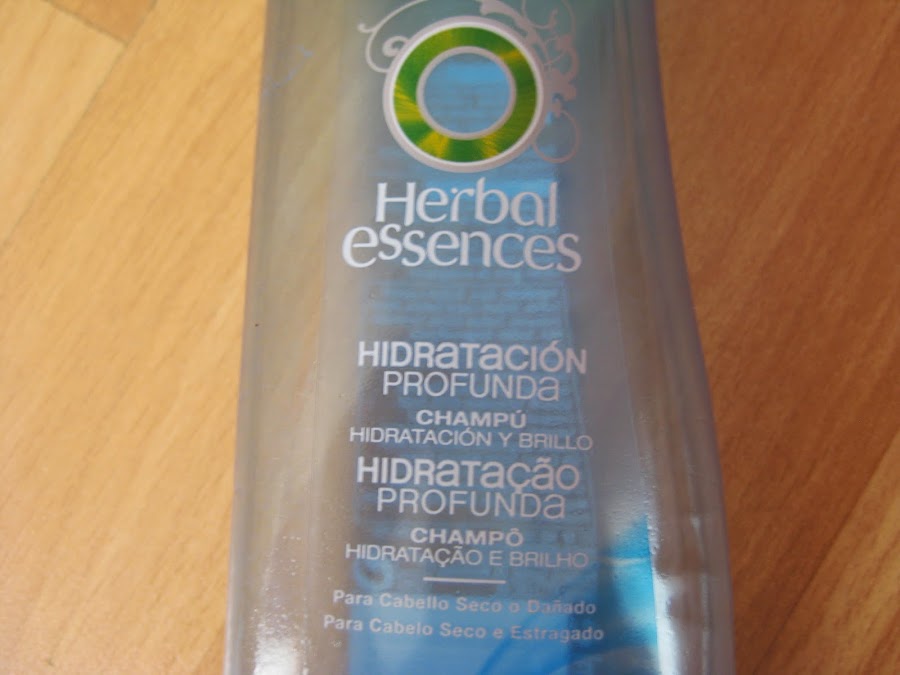 Herbal
essences
HIDRATACIÓN
PROFUNDA
CHAMPÚ
HIDRATACIÓN Y BRILLO
HIDRATAÇÃO
PROFUNDA
CHAMPÔ
HIDRATAÇÃO E BRILHO
Para Cabello Seco o Dañado
Para Cabelo Seco e Estragado